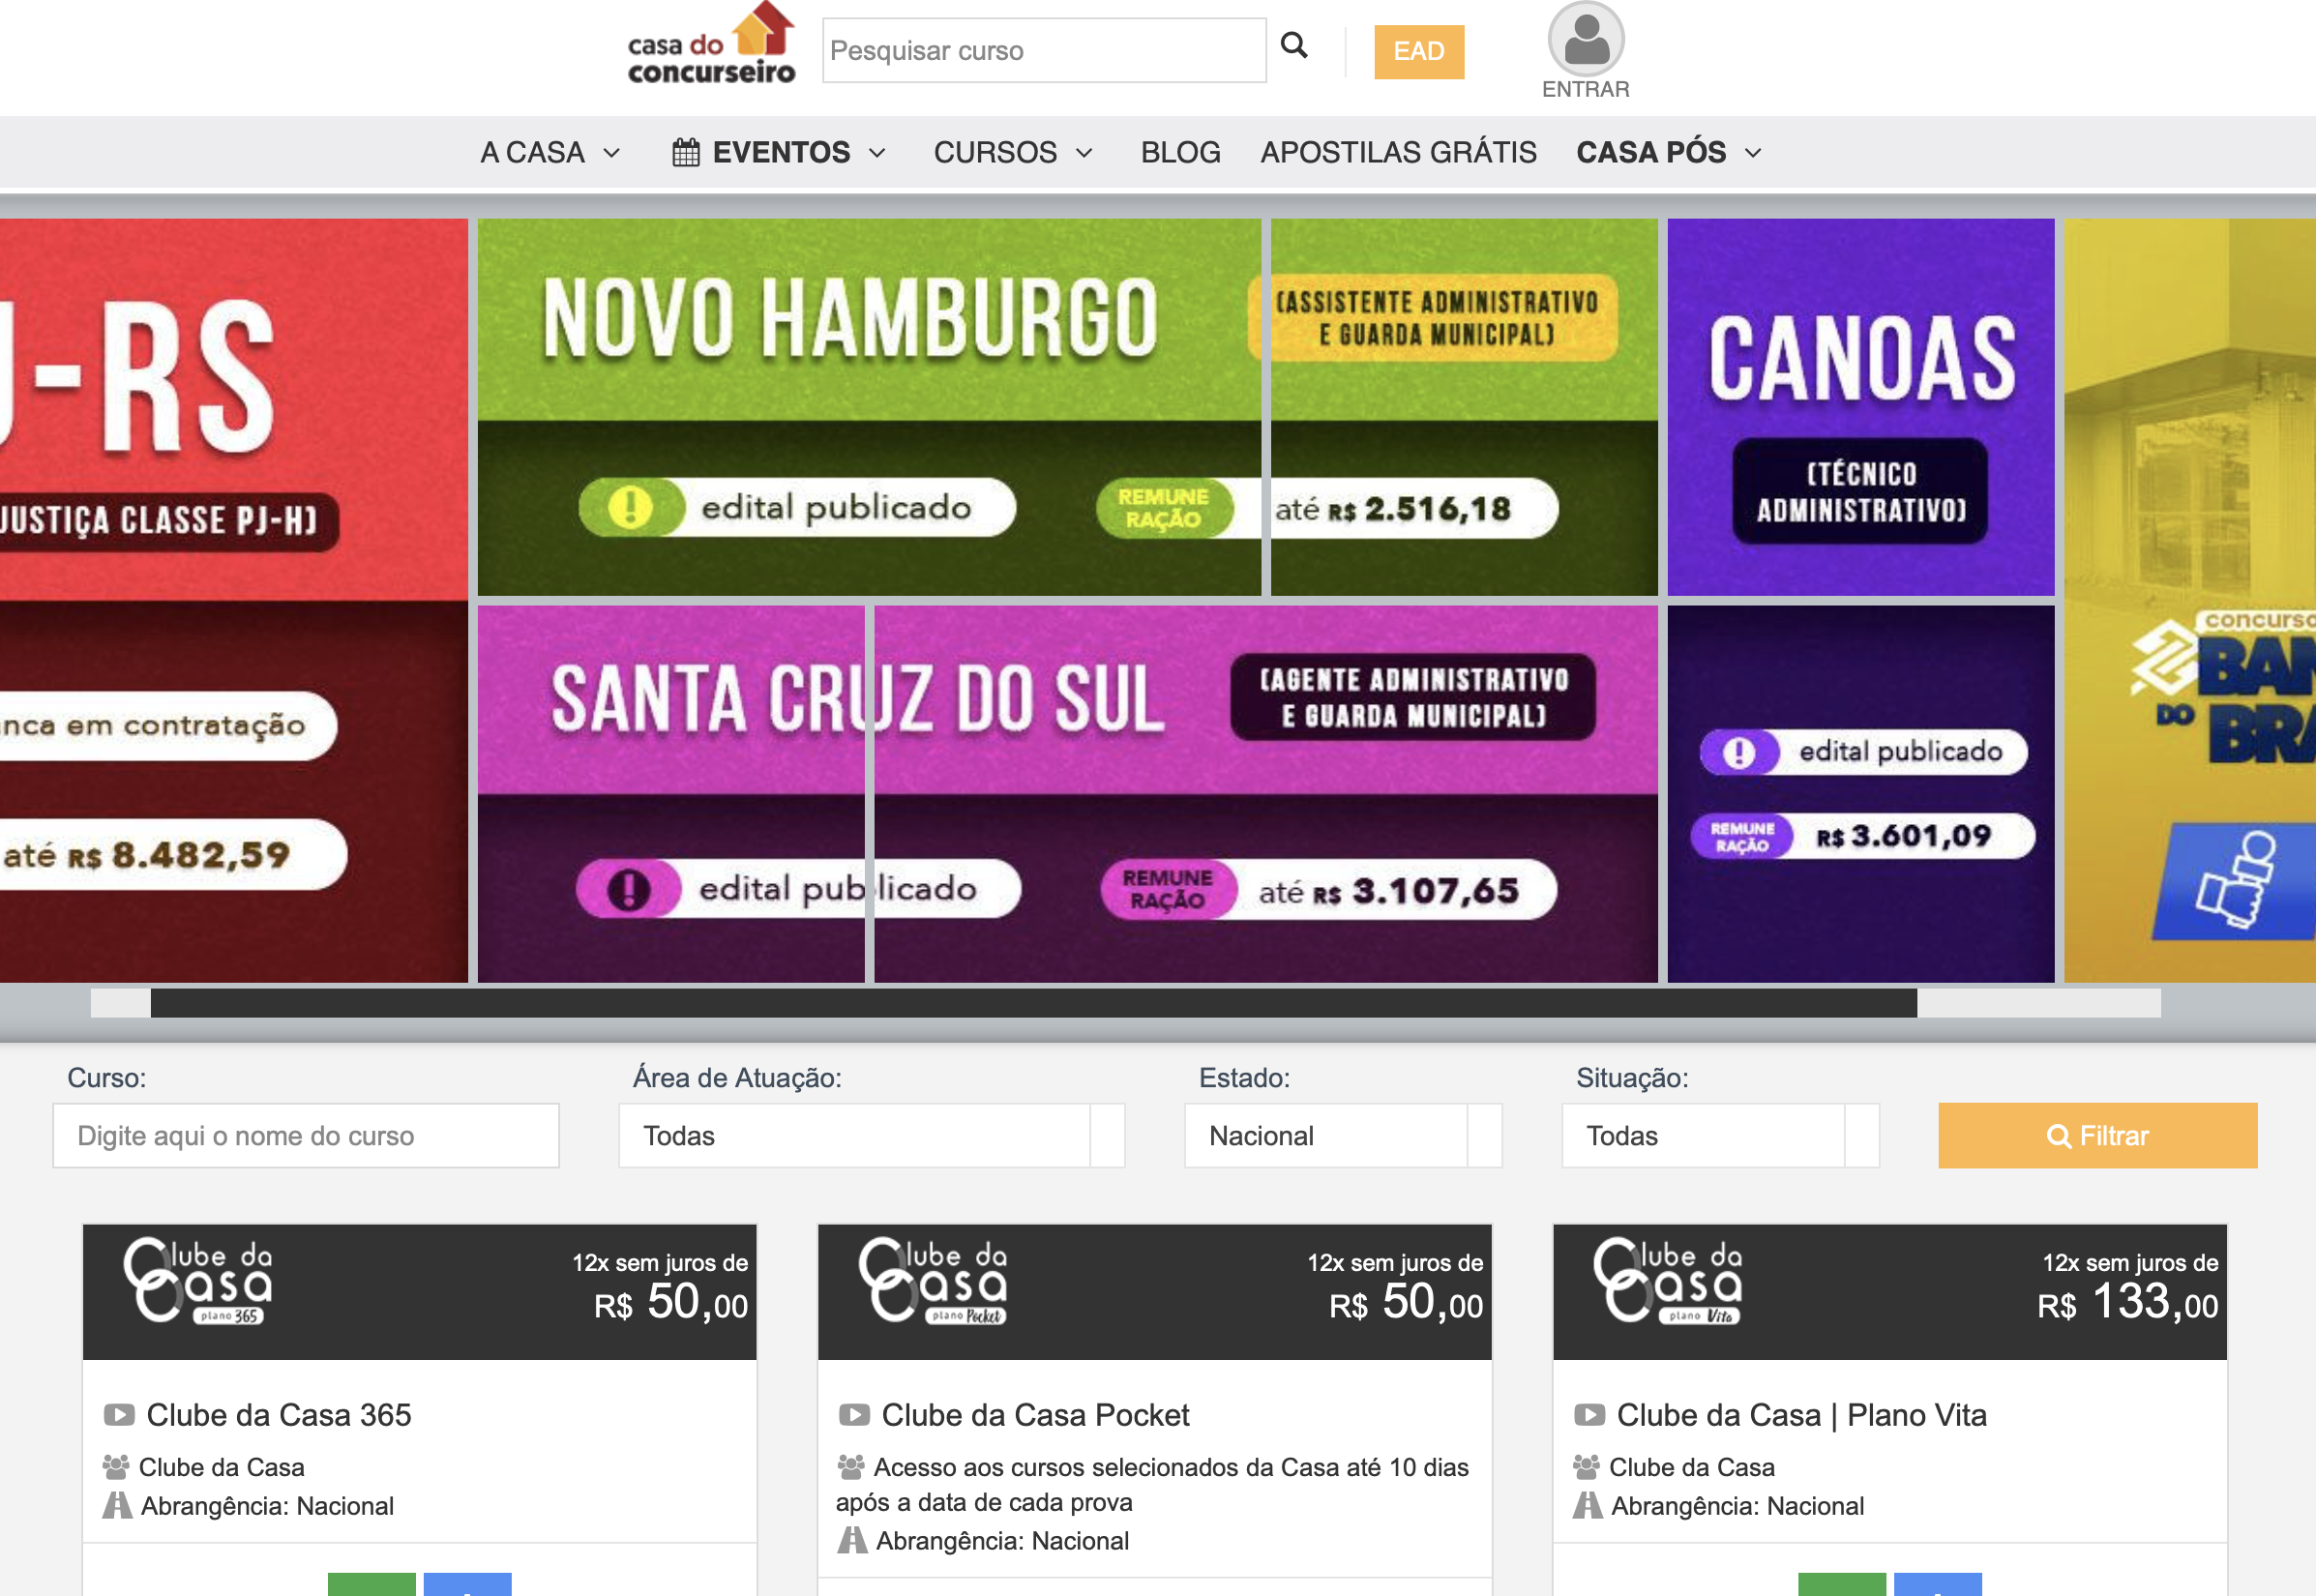 casa do
concurseiro
Pesquisar curso
EAD
ENTRAR
A CASA
EVENTOS
CURSOS
BLOG
APOSTILAS GRÁTIS
CASA PÓS
J-RS
JUSTIÇA CLASSE PJ-H)
em contratação
até R$ 8.482,59
NOVO HAMBURGO
(ASSISTENTE ADMINISTRATIVO
E GUARDA MUNICIPAL)
edital publicado
REMUNE
RAÇÃO
até R$ 2.516,18
SANTA CRUZ DO SUL
(AGENTE ADMINISTRATIVO
E GUARDA MUNICIPAL)
edital publicado
REMUNE
RAÇÃO
até R$ 3.107,65
CANOAS
(TÉCNICO
ADMINISTRATIVO)
edital publicado
REMUNE
RAÇÃO
R$ 3.601,09
concurso
DO
Curso:
Digite aqui o nome do curso
Área de Atuação:
Todas
Estado:
Nacional
Situação:
Todas
Filtrar
Clube da
Casa
plano 365
12x sem juros de
R$ 50,00
Clube da Casa 365
Clube da Casa
Abrangência: Nacional
Clube da
Casa
plano Pocket
12x sem juros de
R$ 50,00
Clube da Casa Pocket
Acesso aos cursos selecionados da Casa até 10 dias
após a data de cada prova
Abrangência: Nacional
Clube da
Casa
plano Vita
12x sem juros de
R$ 133,00
Clube da Casa | Plano Vita
Clube da Casa
Abrangência: Nacional